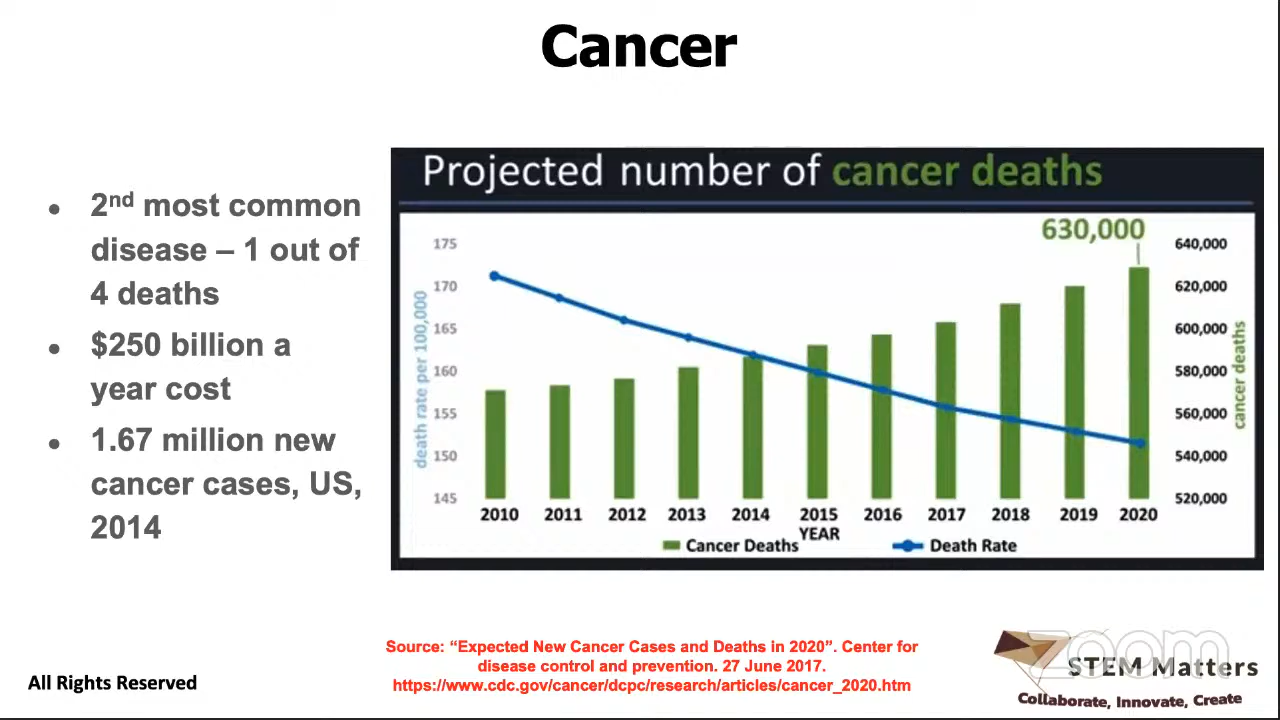 Cancer
2nd most common
disease – 1 out of
4 deaths
$250 billion a
year cost
1.67 million new
cancer cases, US,
2014
Projected number of cancer deaths
630,000
175
170
165
160
155
150
145
death rate per 100,000
640,000
620,000
600,000
580,000
560,000
540,000
520,000
cancer deaths
2010 2011 2012 2013 2014 2015 2016 2017 2018 2019 2020
YEAR
Cancer Deaths Death Rate
Source: “Expected New Cancer Cases and Deaths in 2020”. Center for
disease control and prevention. 27 June 2017.
https://www.cdc.gov/cancer/dcpc/research/articles/cancer_2020.htm
All Rights Reserved
zoom
STEM Matters
Collaborate, Innovate, Create